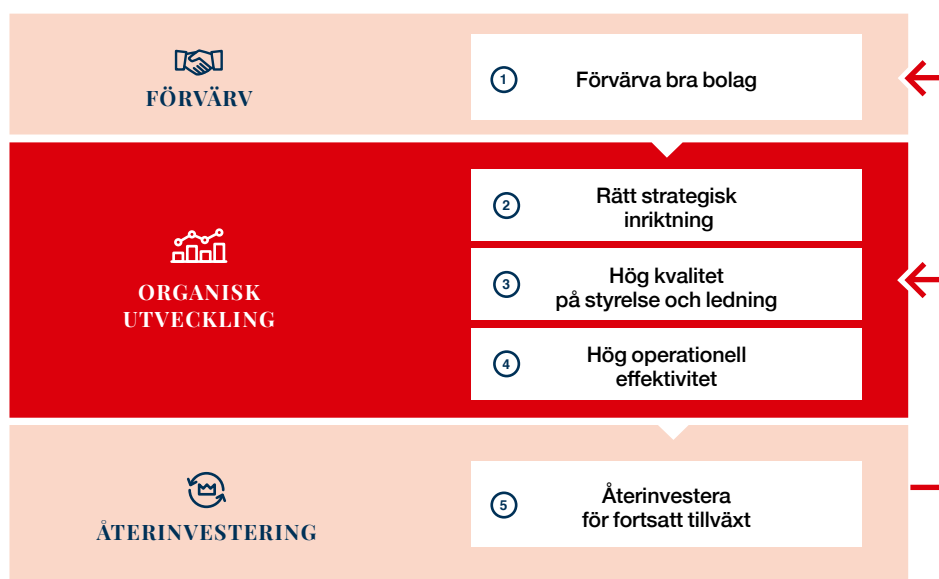 FÖRVÄRV
1 Förvärva bra bolag
ORGANISK
UTVECKLING
2 Rätt strategisk
inriktning
3 Hög kvalitet
på styrelse och ledning
4 Hög operationell
effektivitet
ÅTERINVESTERING
5 Återinvestera
för fortsatt tillväxt